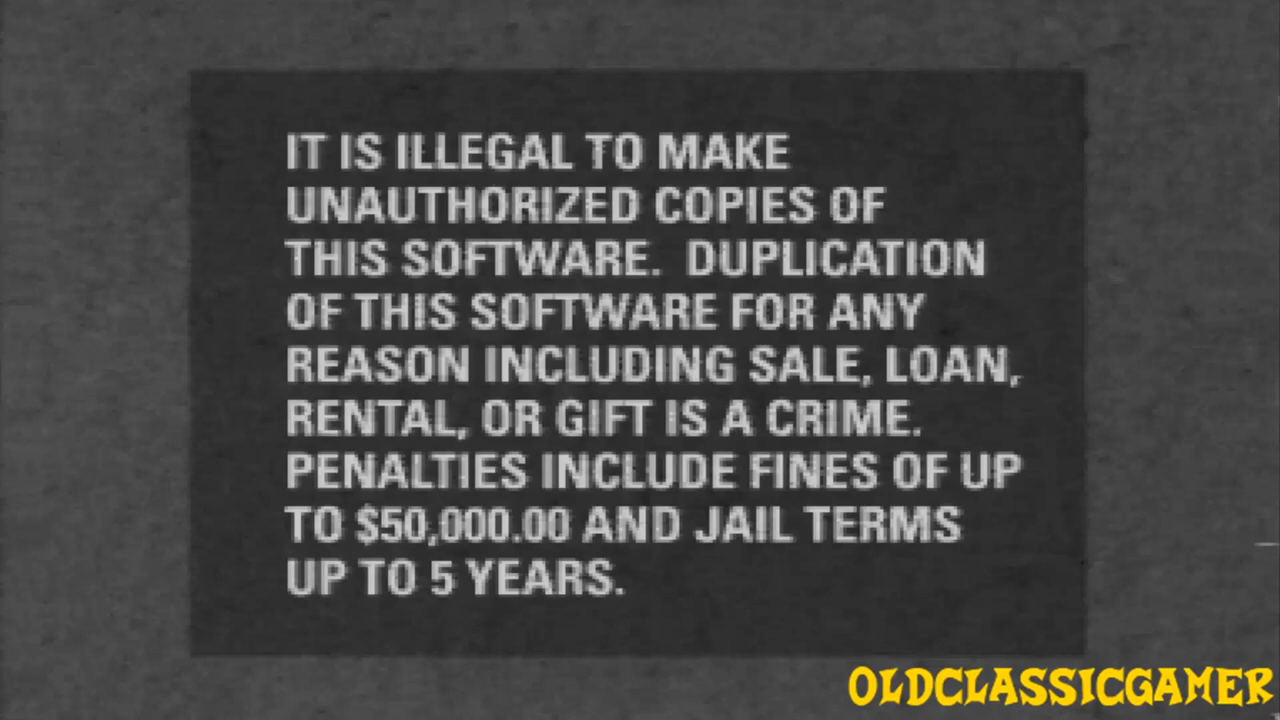 IT IS ILLEGAL TO MAKE
UNAUTHORIZED COPIES OF
THIS SOFTWARE. DUPLICATION
OF THIS SOFTWARE FOR ANY
REASON INCLUDING SALE, LOAN,
RENTAL, OR GIFT IS A CRIME.
PENALTIES INCLUDE FINES OF UP
TO $50,000.00 AND JAIL TERMS
UP TO 5 YEARS.
OLDCLASSICGAMER